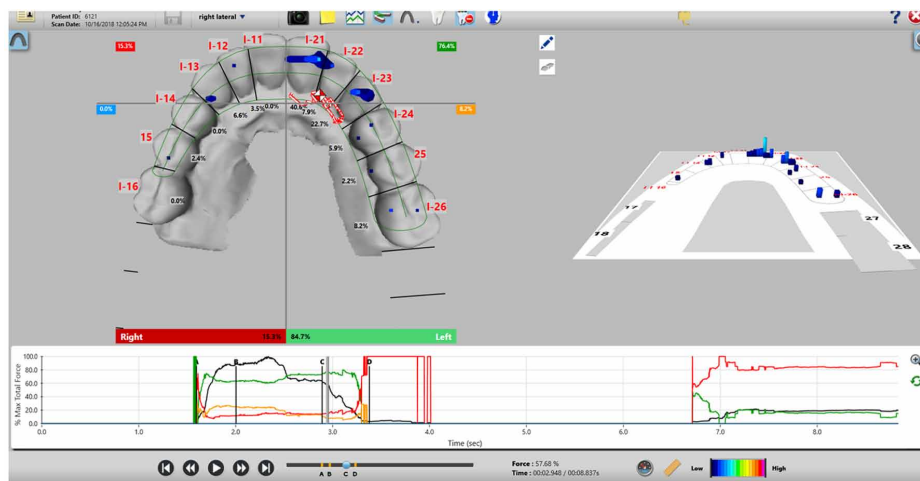 Patient ID: 6121
Scan Date: 10/16/2018 12:05:24 PM
right lateral
?
15.3%
I-12
I-11
I-21
I-22
76.4%
I-13
I-23
0.0%
I-14
8.2%
I-24
15
25
I-16
I-26
0.0%
2.4%
0.0%
6.6%
3.5%
0.0%
7.9%
22.7%
5.9%
2.2%
8.2%
17
18
27
28
Right
84.7%
Left
% Max Total Force
100.0
80.0
60.0
40.0
20.0
0.0
A
B
C
D
0.0
1.0
2.0
3.0
4.0
5.0
6.0
7.0
8.0
Time (sec)
A B C D
Force : 57.68 %
Time : 00:02.948 / 00:08.837s
Low
High